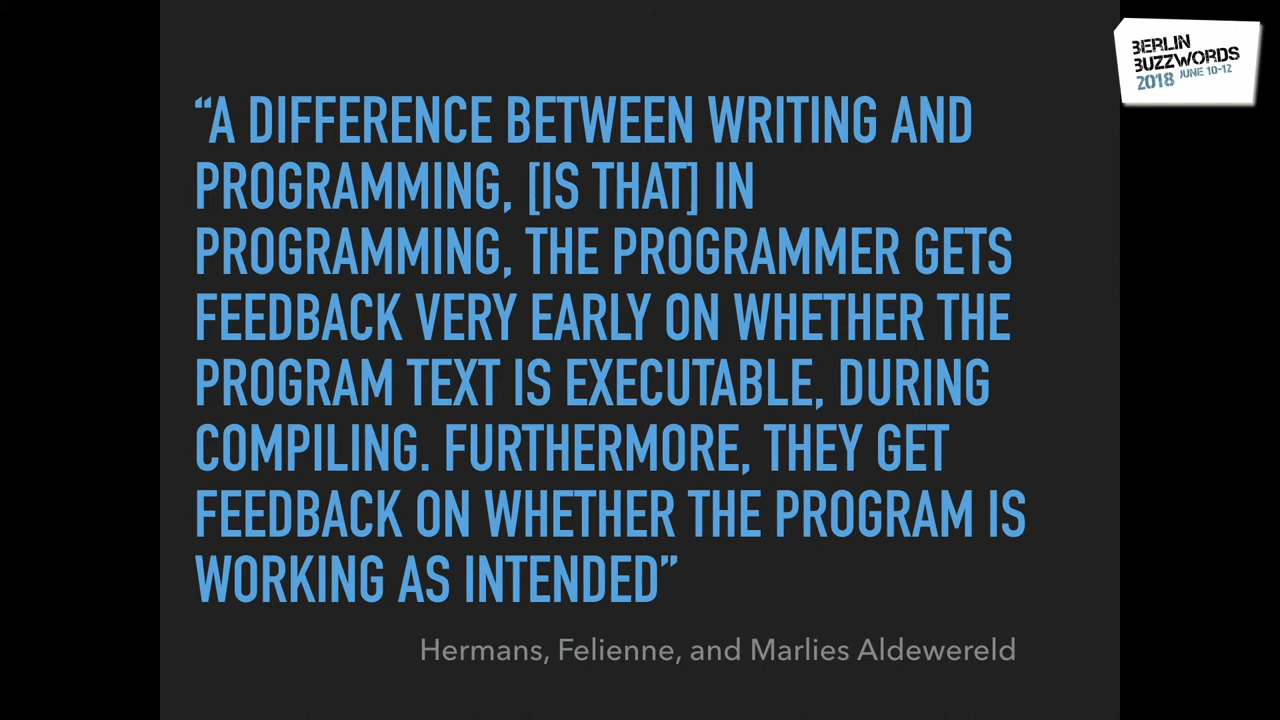 “A DIFFERENCE BETWEEN WRITING AND
PROGRAMMING, [IS THAT] IN
PROGRAMMING, THE PROGRAMMER GETS
FEEDBACK VERY EARLY ON WHETHER THE
PROGRAM TEXT IS EXECUTABLE, DURING
COMPILING. FURTHERMORE, THEY GET
FEEDBACK ON WHETHER THE PROGRAM IS
WORKING AS INTENDED”
Hermans, Felienne, and Marlies Aldewereld
BERLIN
BUZZWORDS
2018 JUNE 10-12